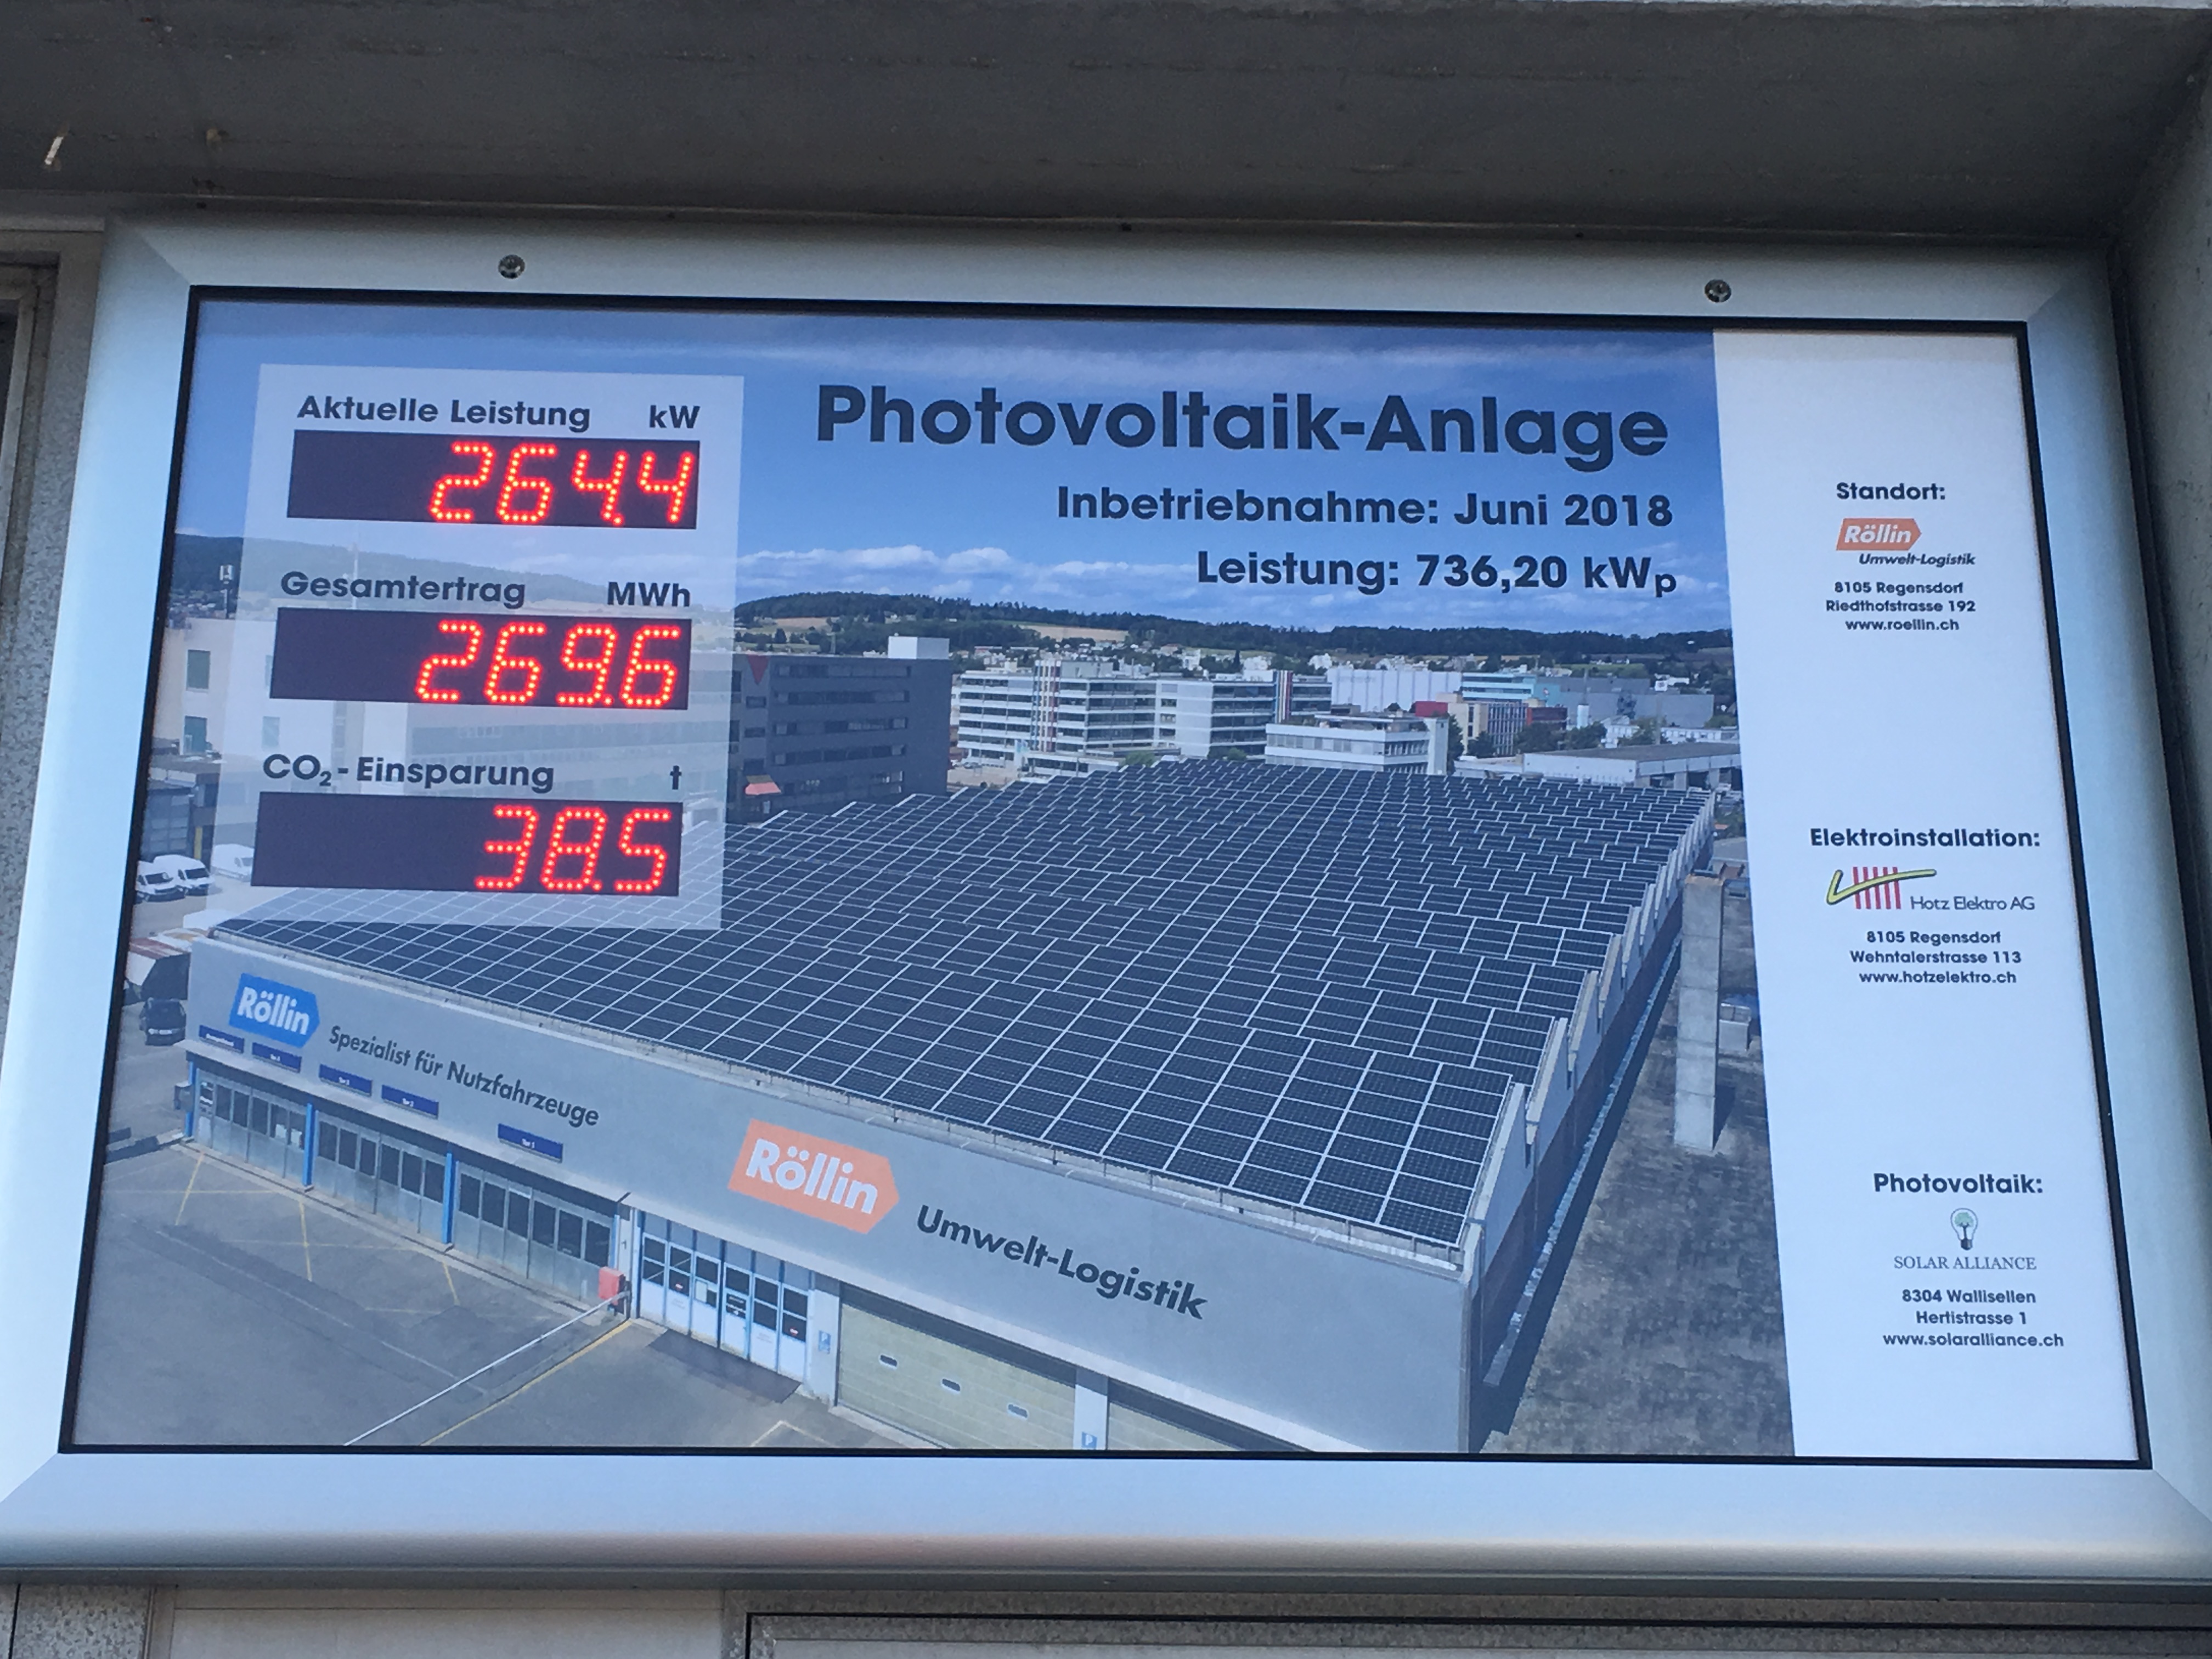 Aktuelle Leistung kW
264.4
Gesamtertrag MWh
269.6
CO₂-Einsparung t
38.5
Photovoltaik-Anlage
Inbetriebnahme: Juni 2018
Leistung: 736,20 kWp
Röllin
Spezialist für Nutzfahrzeuge
Röllin
Umwelt-Logistik
Standort:
Röllin
Umwelt-Logistik
8105 Regensdorf
Riedthofstrasse 192
www.roellin.ch
Elektroinstallation:
Hotz Elektro AG
8105 Regensdorf
Wehntalerstrasse 113
www.hotzelektro.ch
Photovoltaik:
SOLAR ALLIANCE
8304 Wallisellen
Hertistrasse 1
www.solaralliance.ch